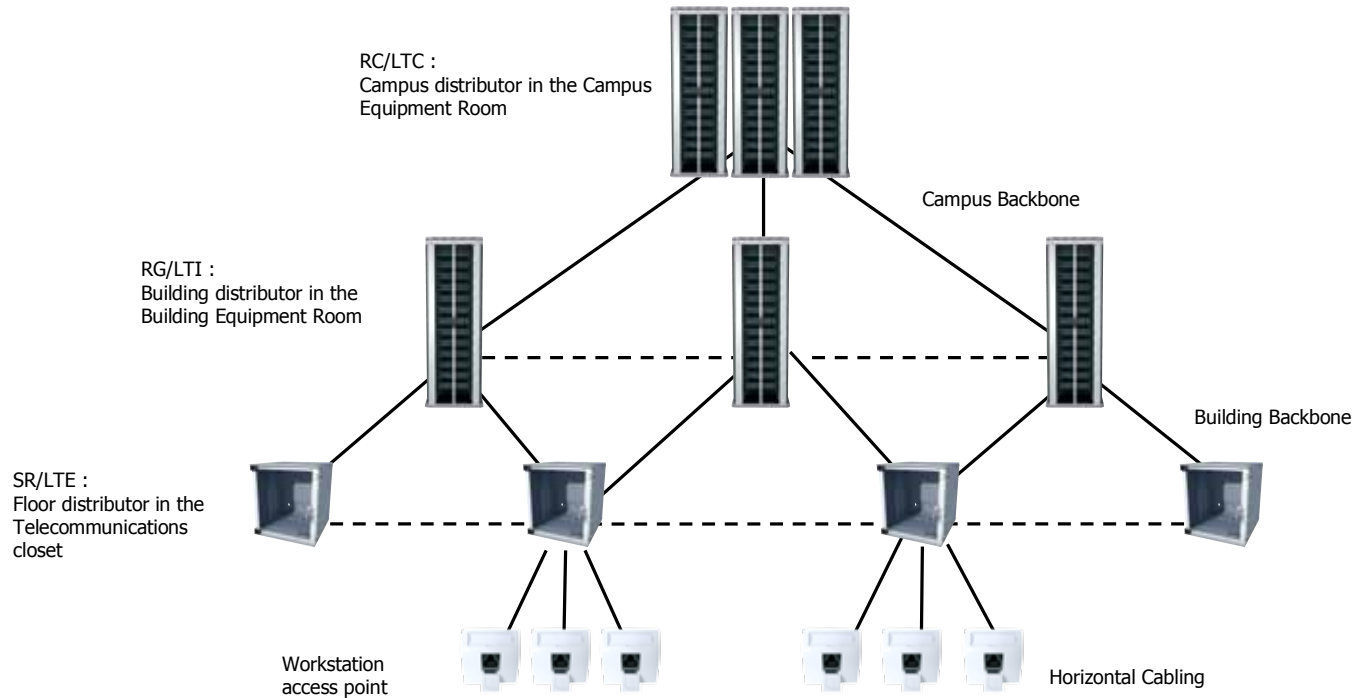 RC/LTC :
Campus distributor in the Campus
Equipment Room
Campus Backbone
RG/LTI :
Building distributor in the
Building Equipment Room
Building Backbone
SR/LTE :
Floor distributor in the
Telecommunications
closet
Workstation
access point
Horizontal Cabling